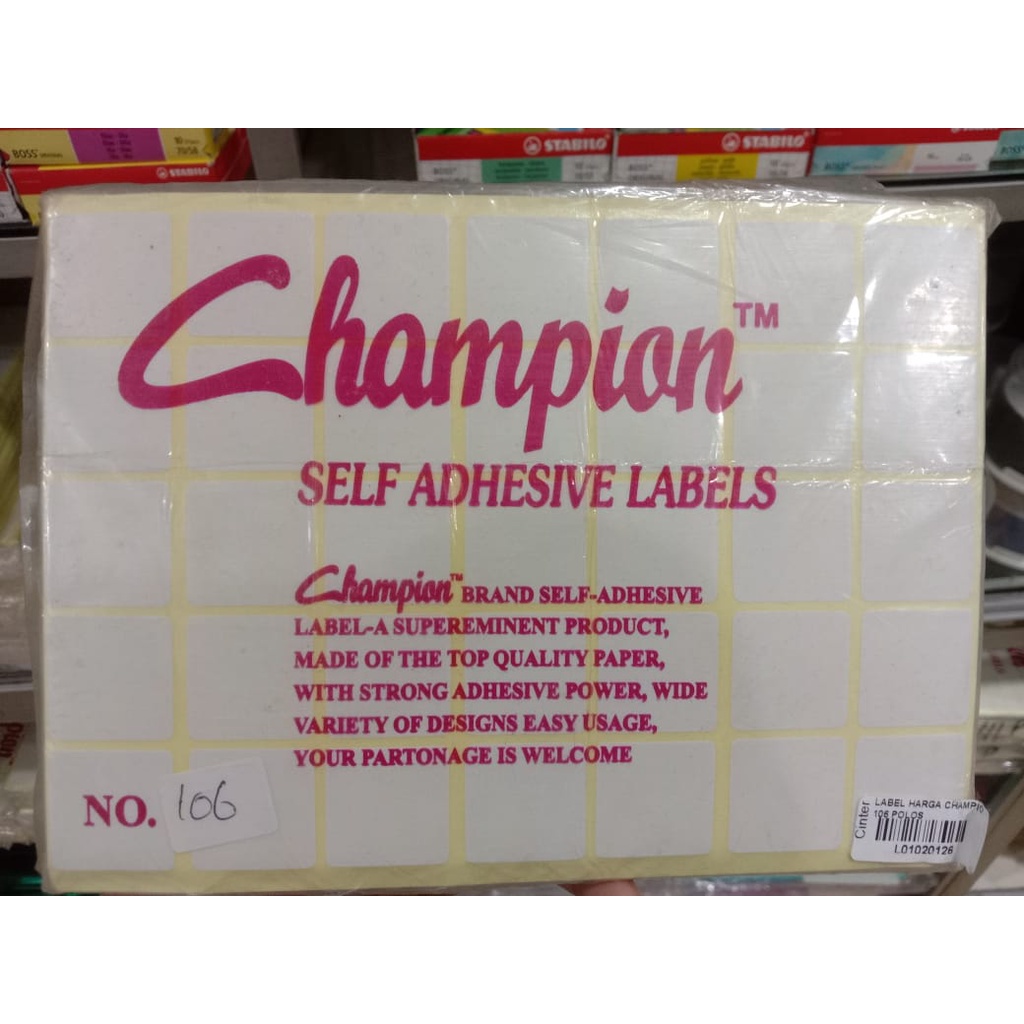 BOSS
STABILO
STABILO
STABILO
Champion™
SELF ADHESIVE LABELS
Champion™ BRAND SELF-ADHESIVE
LABEL-A SUPEREMINENT PRODUCT,
MADE OF THE TOP QUALITY PAPER,
WITH STRONG ADHESIVE POWER, WIDE
VARIETY OF DESIGNS EASY USAGE,
YOUR PARTONAGE IS WELCOME
NO. 106
Cinter
LABEL HARGA CHAMPIO
106 POLOS
L01020126